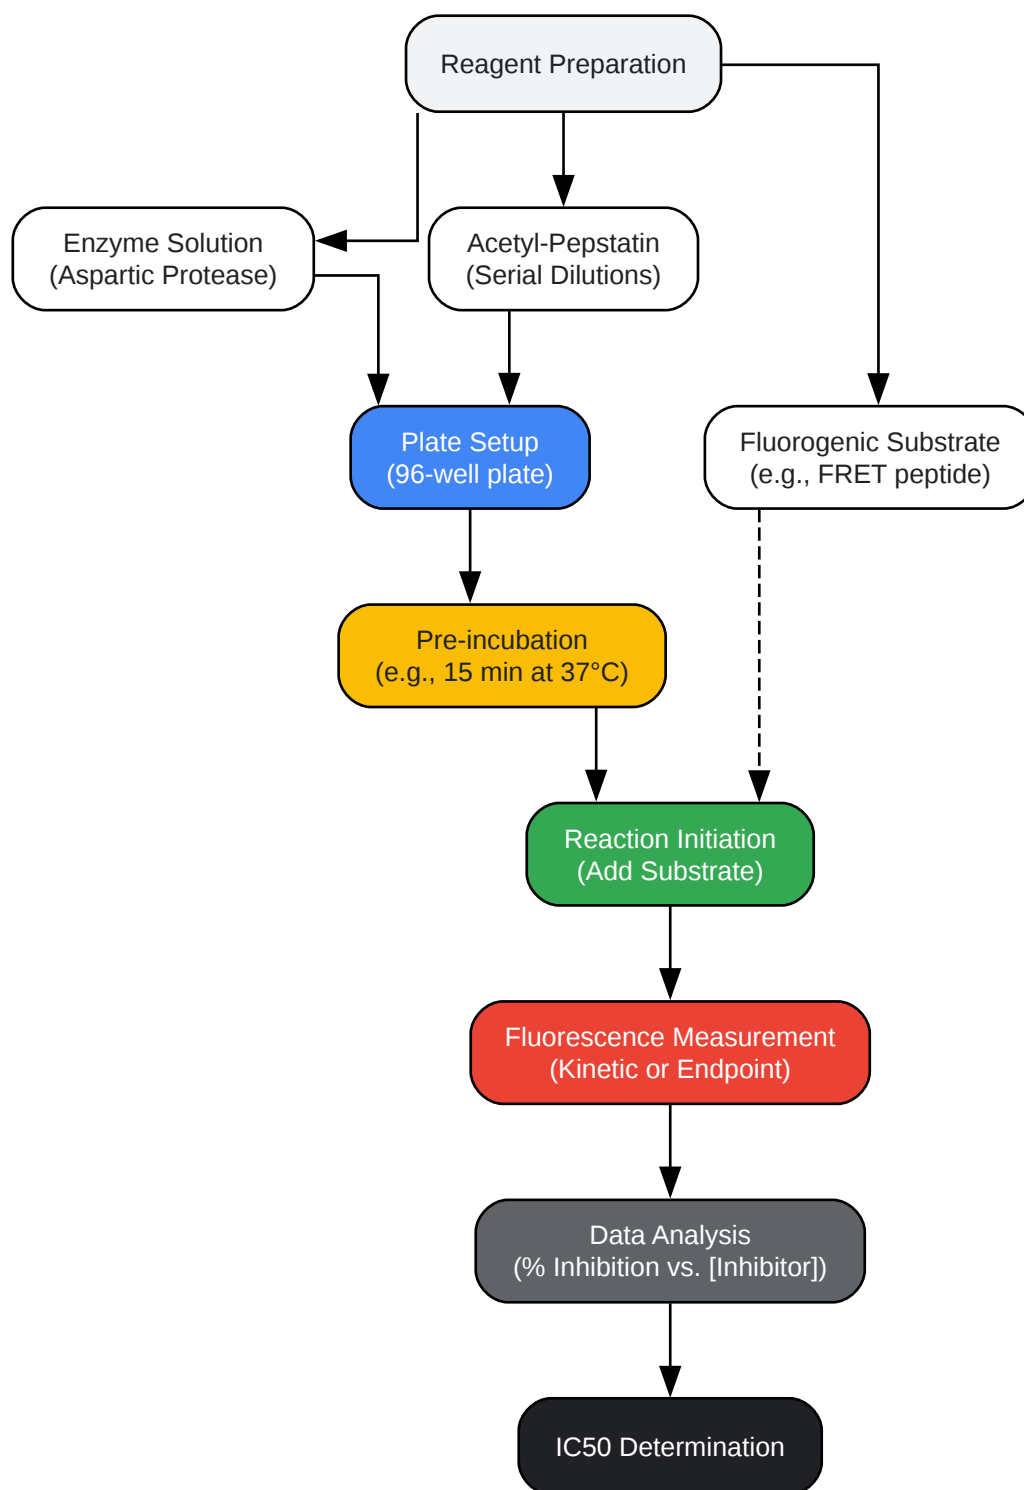 Reagent Preparation
Enzyme Solution
(Aspartic Protease)
Acetyl-Pepstatin
(Serial Dilutions)
Plate Setup
(96-well plate)
Fluorogenic Substrate
(e.g., FRET peptide)
Pre-incubation
(e.g., 15 min at 37°C)
Reaction Initiation
(Add Substrate)
Fluorescence Measurement
(Kinetic or Endpoint)
Data Analysis
(% Inhibition vs. [Inhibitor])
IC50 Determination